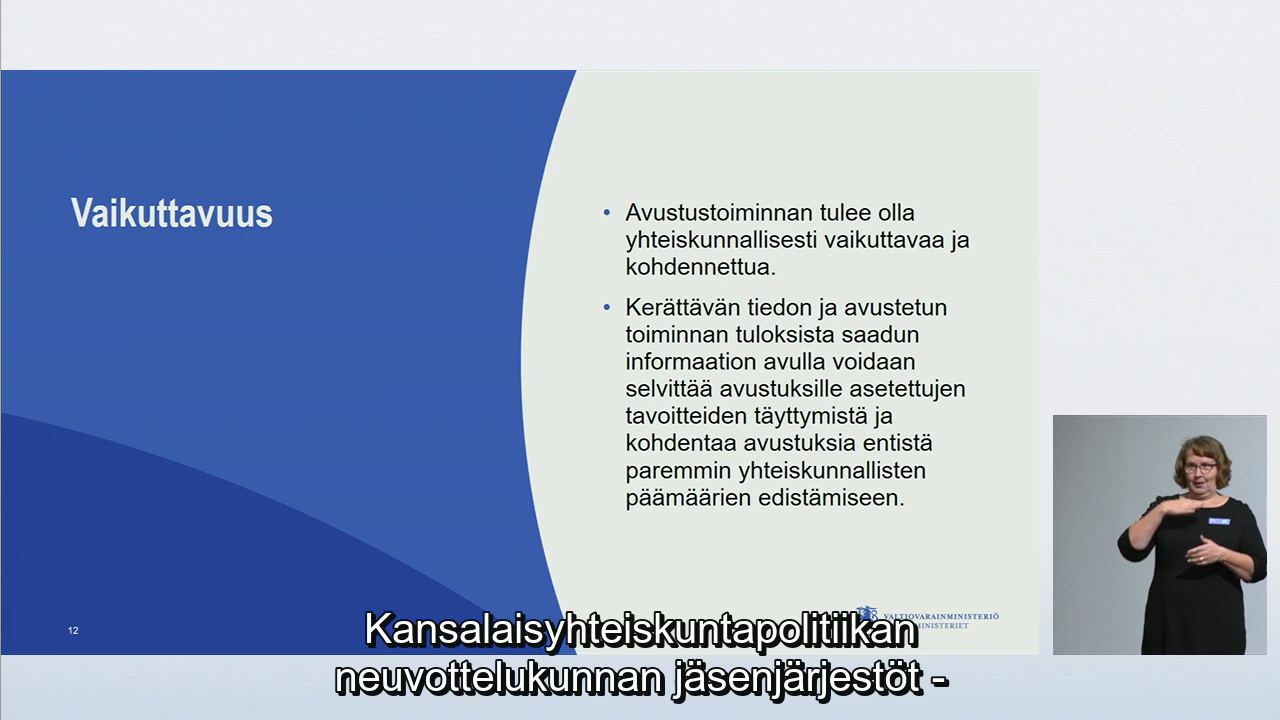 Vaikuttavuus
• Avustustoiminnan tulee olla
yhteiskunnallisesti vaikuttavaa ja
kohdennettua.
• Kerättävän tiedon ja avustetun
toiminnan tuloksista saadun
informaation avulla voidaan
selvittää avustuksille asetettujen
tavoitteiden täyttymistä ja
kohdentaa avustuksia entistä
paremmin yhteiskunnallisten
päämäärien edistämiseen.
12
VALTIOVARAINMINISTERIÖ
MINISTERIET
Kansalaisyhteiskuntapolitiikan
neuvottelukunnan jäsenjärjestöt -